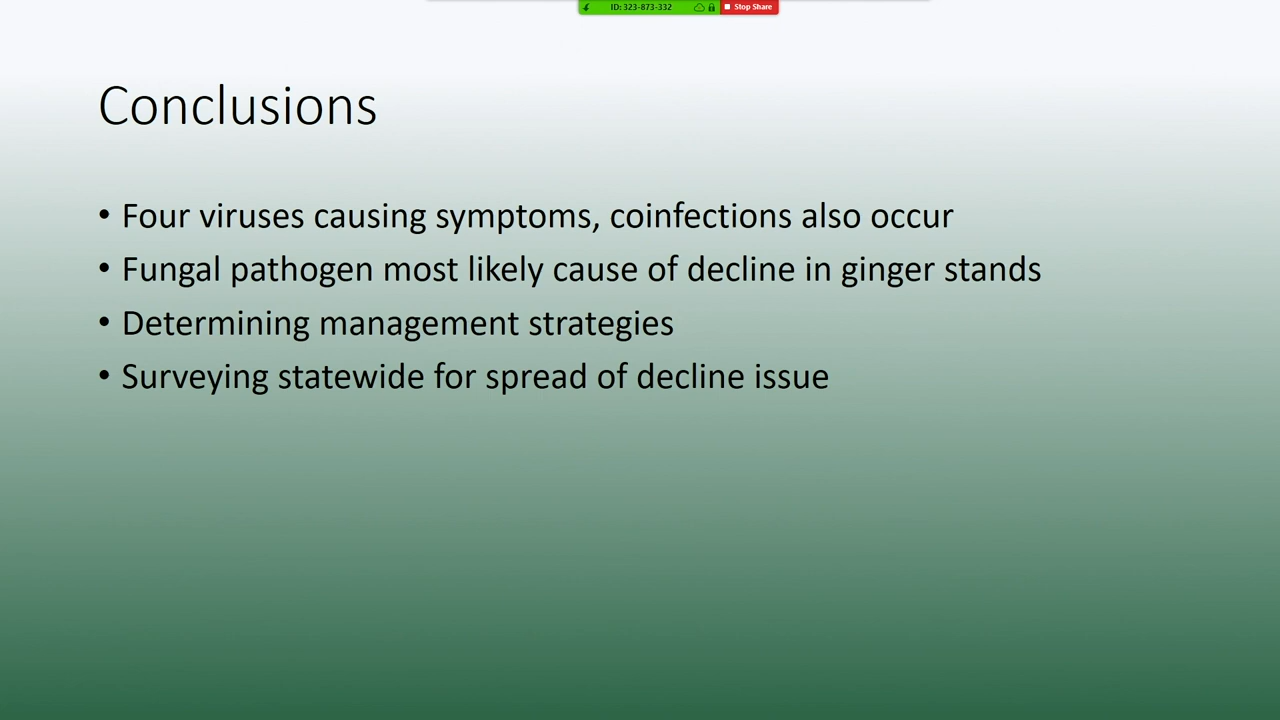 ID: 323-873-332 Stop Share
Conclusions
• Four viruses causing symptoms, coinfections also occur
• Fungal pathogen most likely cause of decline in ginger stands
• Determining management strategies
• Surveying statewide for spread of decline issue